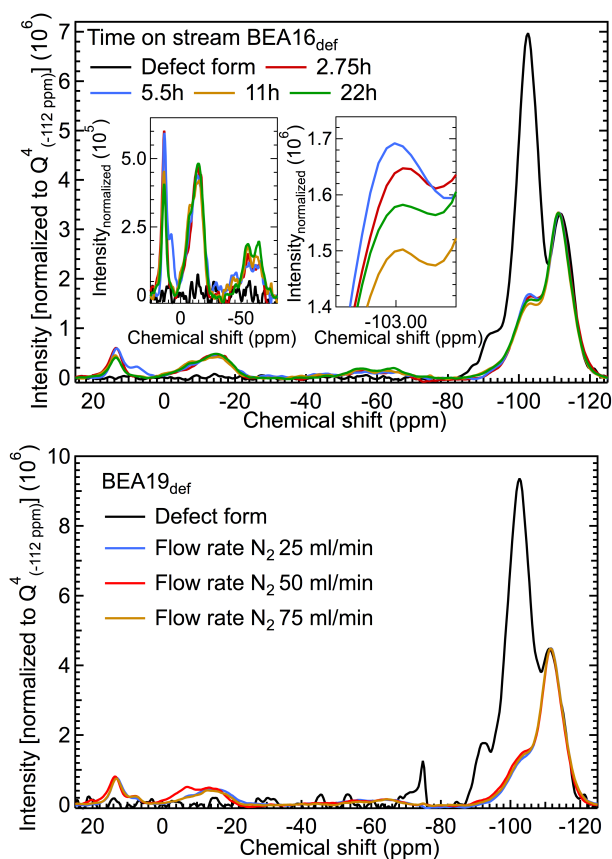 Time on stream BEA16def
Defect form 2.75h
5.5h 11h 22h
Intensity [normalized to Q4(-112 ppm)] (10^6)
7
6
5
4
3
2
1
0
20 0 -20 -40 -60 -80 -100 -120
Chemical shift (ppm)
Intensity normalized (10^5)
5.0
2.5
0
0 -50
Chemical shift (ppm)
Intensity normalized (10^6)
1.7
1.6
1.5
1.4
-103.00
Chemical shift (ppm)
BEA19def
Defect form
Flow rate N2 25 ml/min
Flow rate N2 50 ml/min
Flow rate N2 75 ml/min
Intensity [normalized to Q4(-112 ppm)] (10^6)
10
8
6
4
2
0
20 0 -20 -40 -60 -80 -100 -120
Chemical shift (ppm)